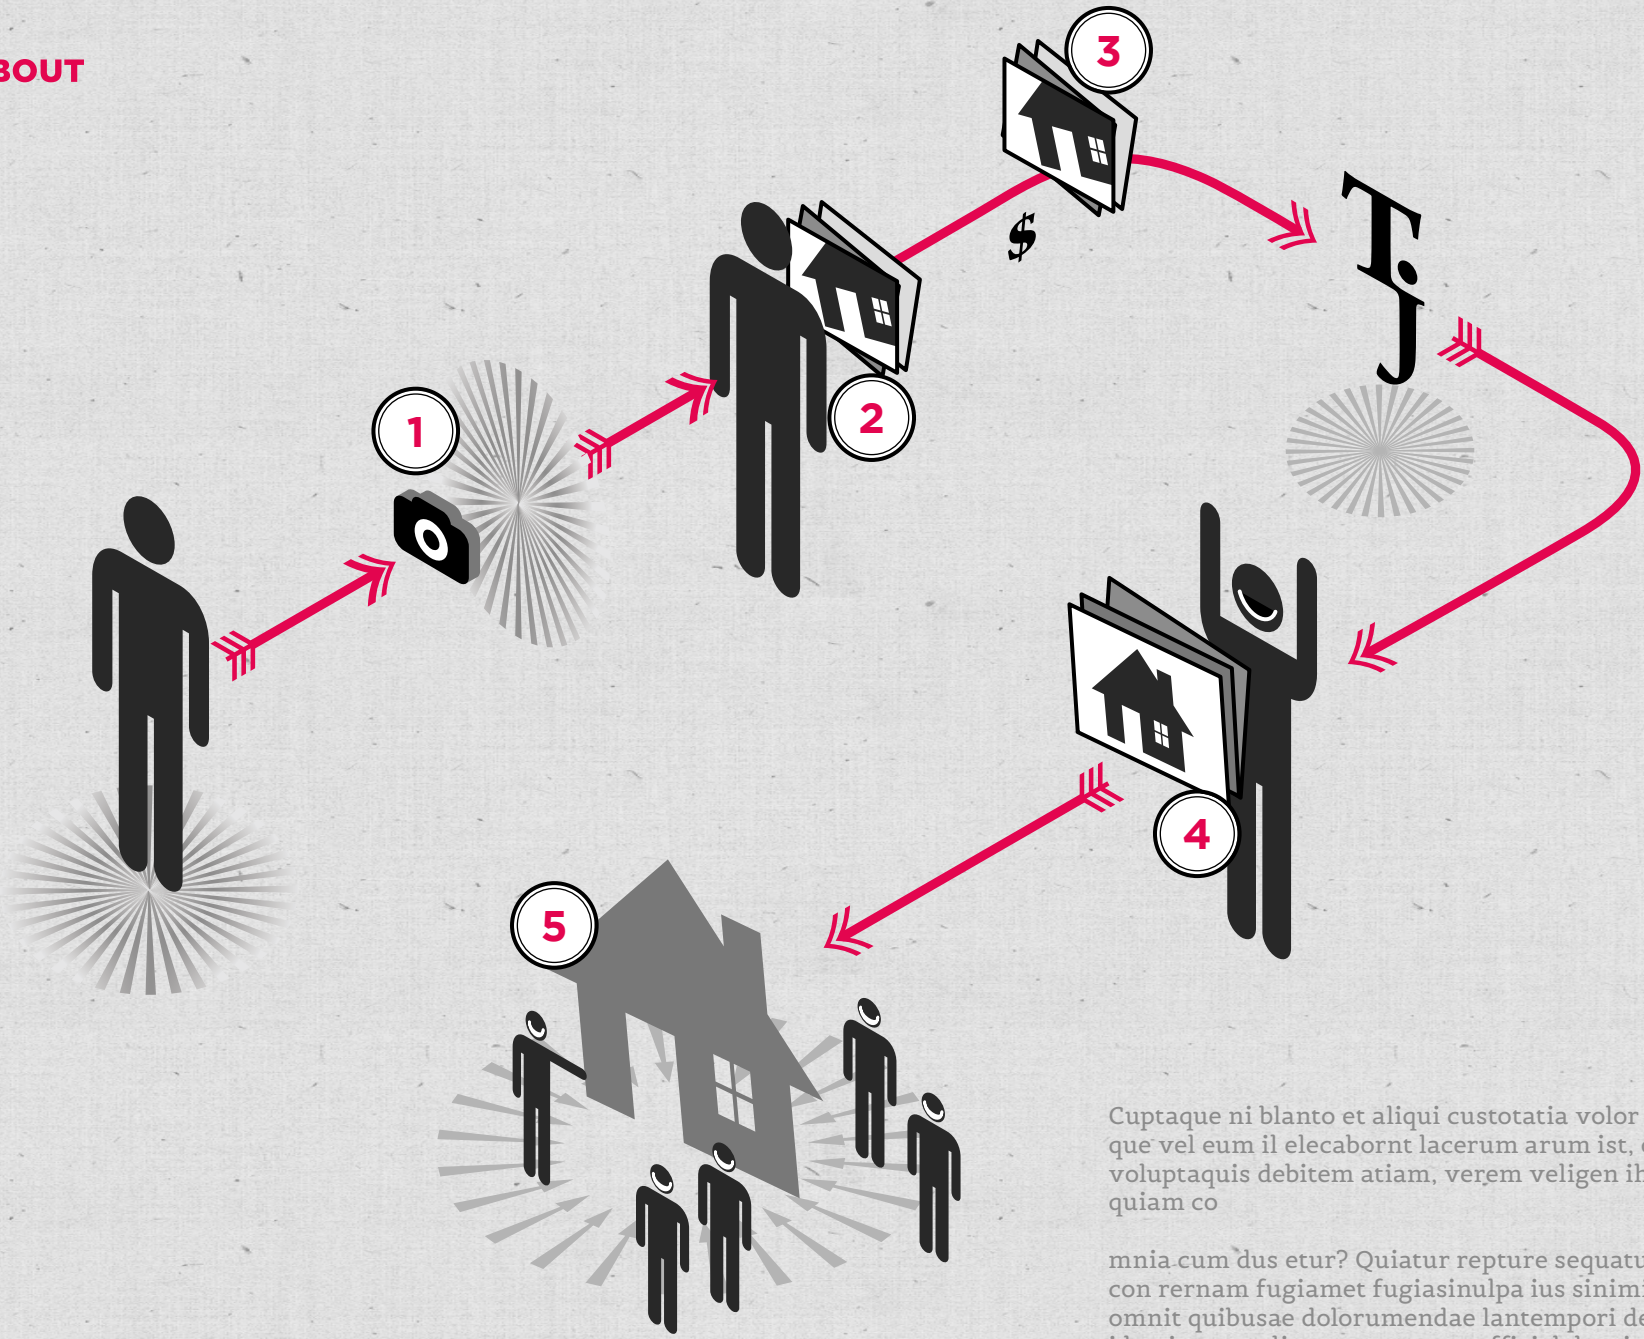 BOUT
3
$
T.
j
1
2
4
5
Cuptaque ni blanto et aliqui custotatia volor
que vel eum il elecabornt lacerum arum ist,
voluptaquis debitem atiam, verem veligen
quiam co
mnia cum dus etur? Quiatur repture
con rernam fugiamet fugiasinulpa ius
omnit quibusae dolorumendae lantempori